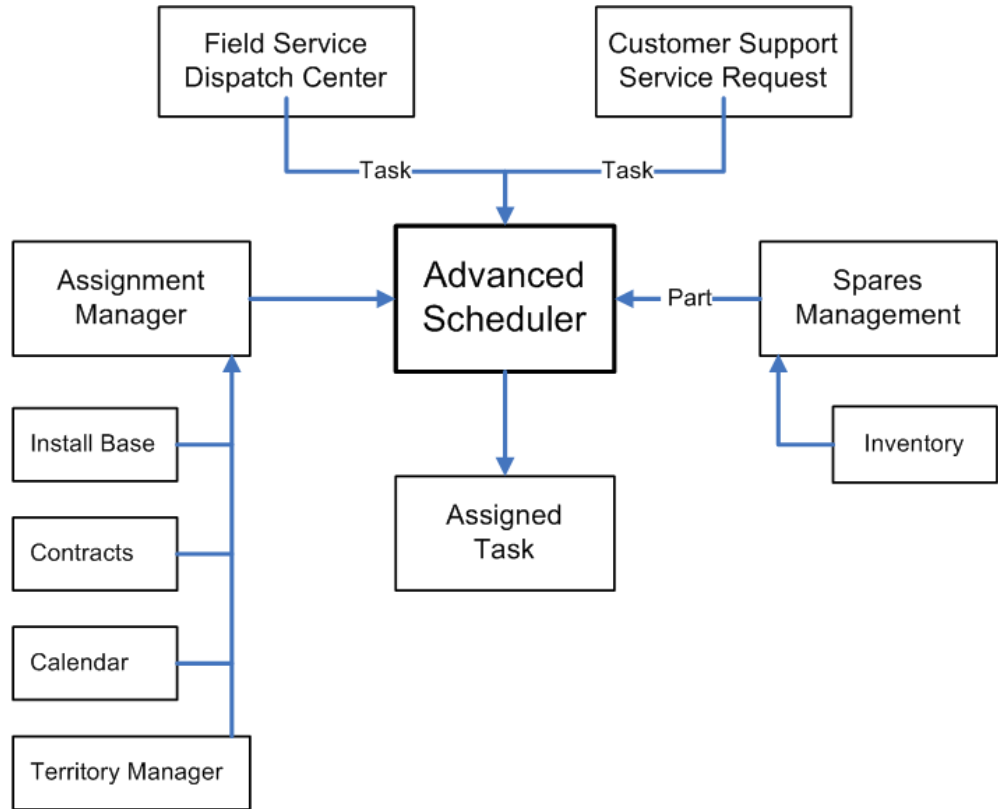 Field Service
Dispatch Center
Customer Support
Service Request
Task
Task
Assignment
Manager
Advanced
Scheduler
Part
Spares
Management
Install Base
Inventory
Assigned
Task
Contracts
Calendar
Territory Manager